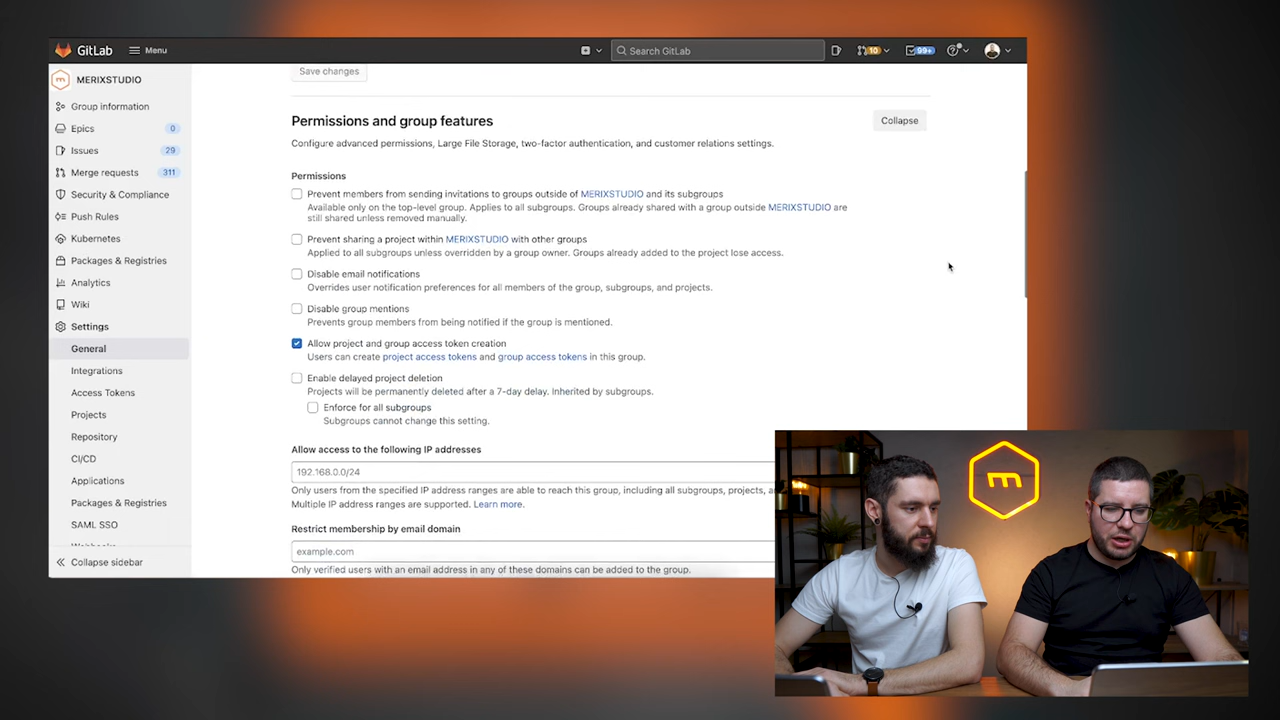 GitLab
Menu
Search GitLab
10
99+
MERIXSTUDIO
Group information
Epics 0
Issues 29
Merge requests 311
Security & Compliance
Push Rules
Kubernetes
Packages & Registries
Analytics
Wiki
Settings
General
Integrations
Access Tokens
Projects
Repository
CI/CD
Applications
Packages & Registries
SAML SSO
Webhooks
Collapse sidebar
Save changes
Permissions and group features
Collapse
Configure advanced permissions, Large File Storage, two-factor authentication, and customer relations settings.
Permissions
Prevent members from sending invitations to groups outside of MERIXSTUDIO and its subgroups
Available only on the top-level group. Applies to all subgroups. Groups already shared with a group outside MERIXSTUDIO are
still shared unless removed manually.
Prevent sharing a project within MERIXSTUDIO with other groups
Applied to all subgroups unless overridden by a group owner. Groups already added to the project lose access.
Disable email notifications
Overrides user notification preferences for all members of the group, subgroups, and projects.
Disable group mentions
Prevents group members from being notified if the group is mentioned.
Allow project and group access token creation
Users can create project access tokens and group access tokens in this group.
Enable delayed project deletion
Projects will be permanently deleted after a 7-day delay. Inherited by subgroups.
Enforce for all subgroups
Subgroups cannot change this setting.
Allow access to the following IP addresses
192.168.0.0/24
Only users from the specified IP address ranges are able to reach this group, including all subgroups, projects, a
Multiple IP address ranges are supported. Learn more.
Restrict membership by email domain
example.com
Only verified users with an email address in any of these domains can be added to the group.
m